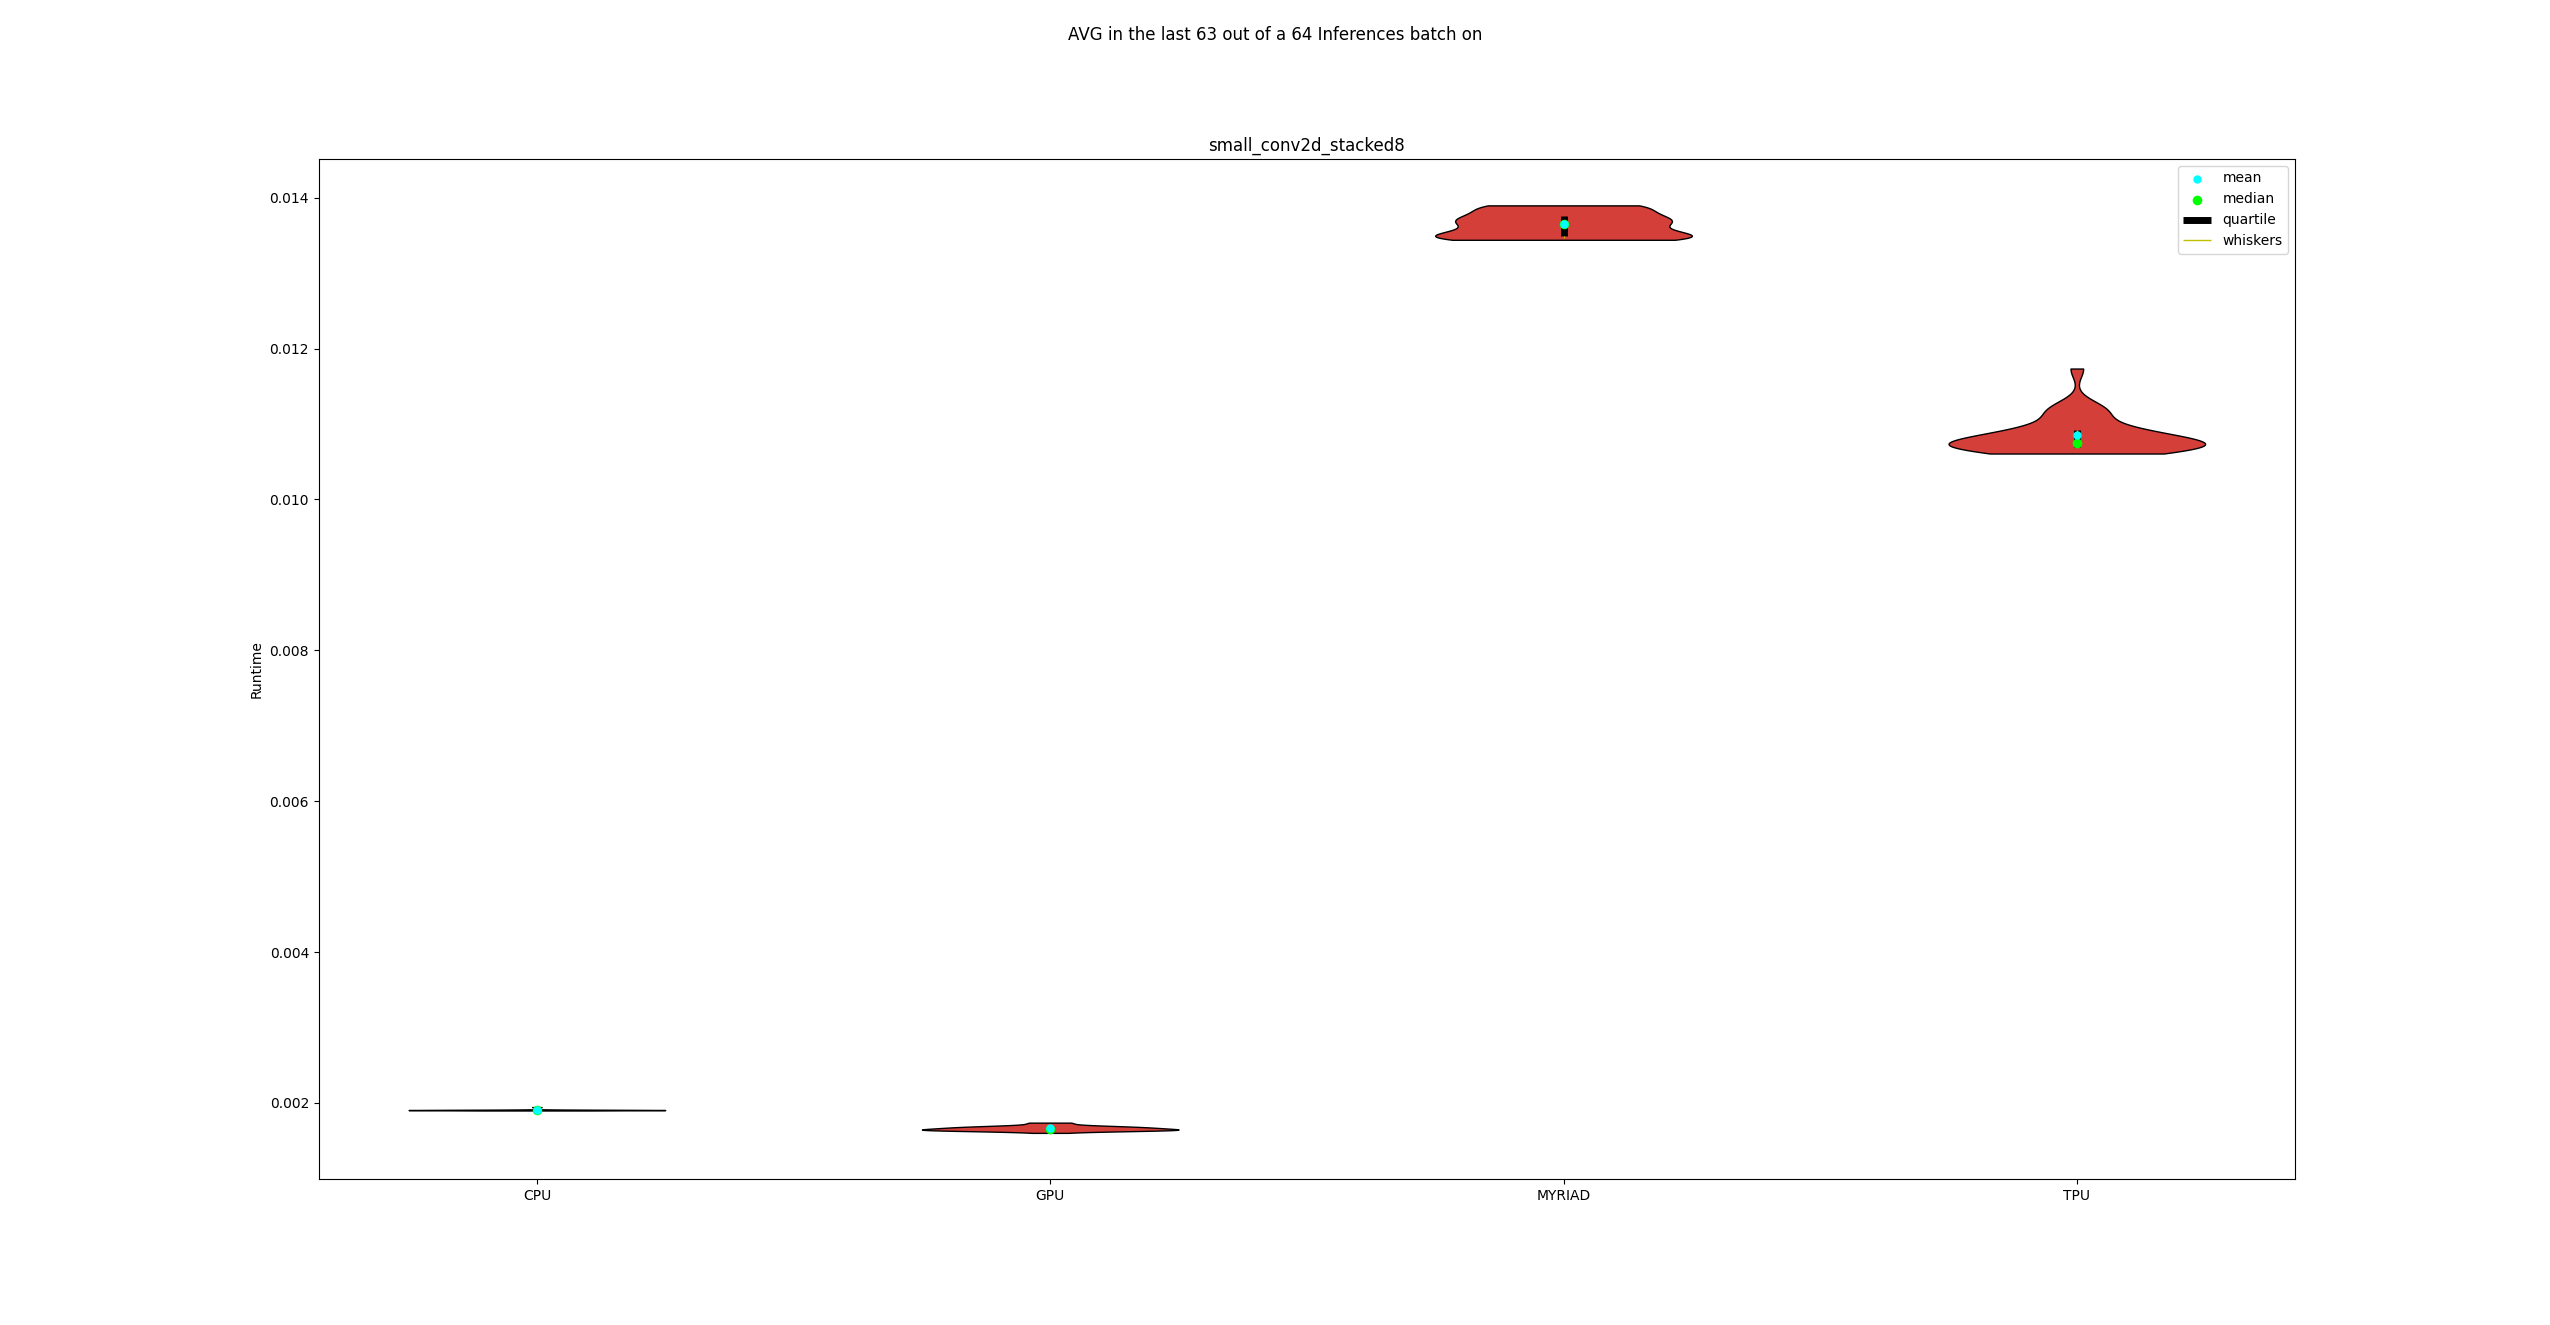 AVG in the last 63 out of a 64 Inferences batch on
small_conv2d_stacked8
mean
median
quartile
whiskers
0.014
0.012
0.010
0.008
0.006
0.004
0.002
Runtime
CPU
GPU
MYRIAD
TPU